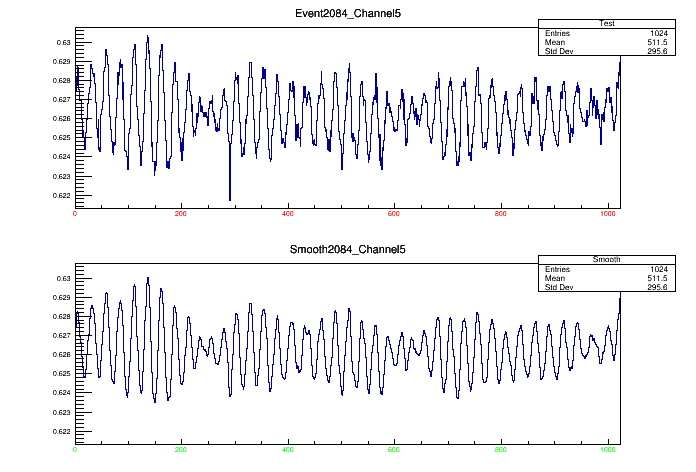 Event2084_Channel5
Test
Entries 1024
Mean 511.5
Std Dev 295.6
0.63
0.629
0.628
0.627
0.626
0.625
0.624
0.623
0.622
0 200 400 600 800 1000
Smooth2084_Channel5
Smooth
Entries 1024
Mean 511.5
Std Dev 295.6
0.63
0.629
0.628
0.627
0.626
0.625
0.624
0.623
0.622
0 200 400 600 800 1000